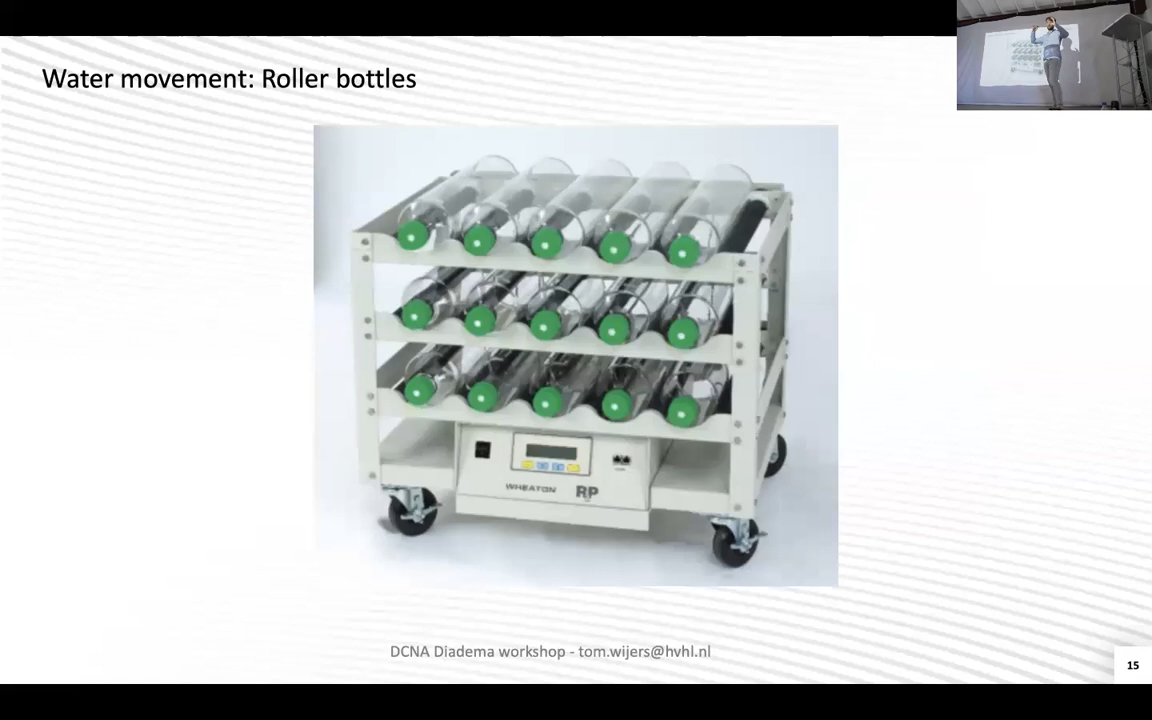 Water movement: Roller bottles
WHEATON RP
DCNA Diadema workshop - tom.wijers@hvhl.nl
15